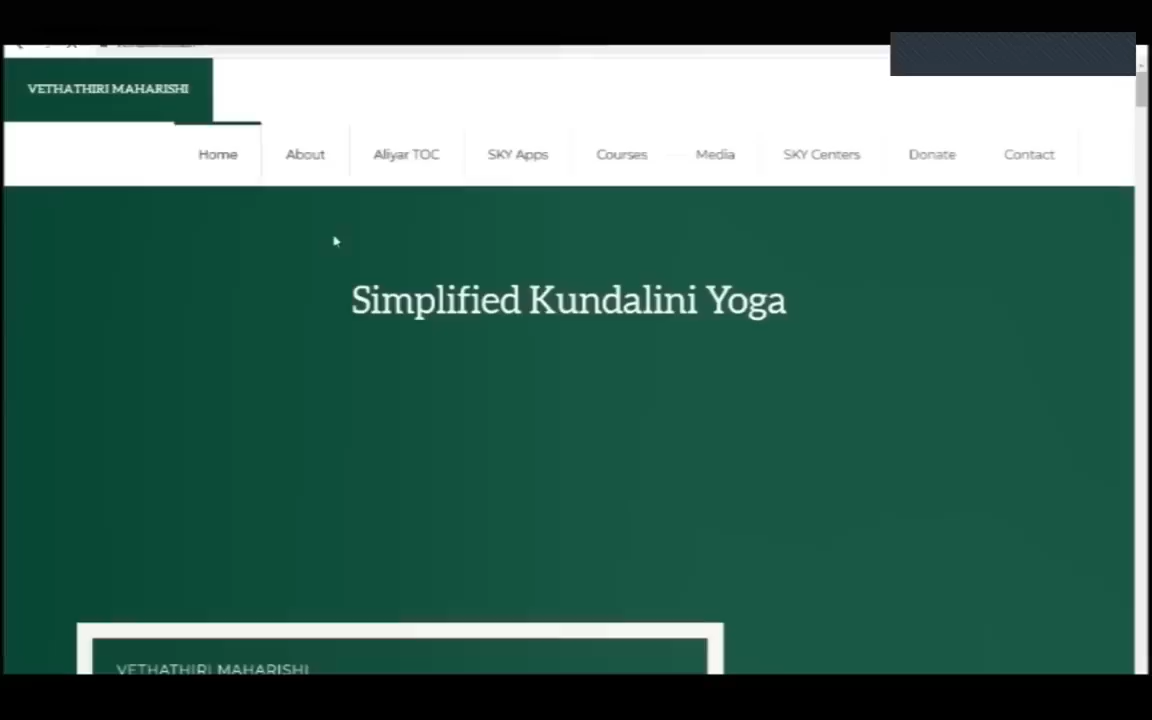 VETHATHIRI MAHARISHI
Home About Aliyar TOC SKY Apps Courses Media SKY Centers Donate Contact
Simplified Kundalini Yoga
VETHATHIRI MAHARISHI